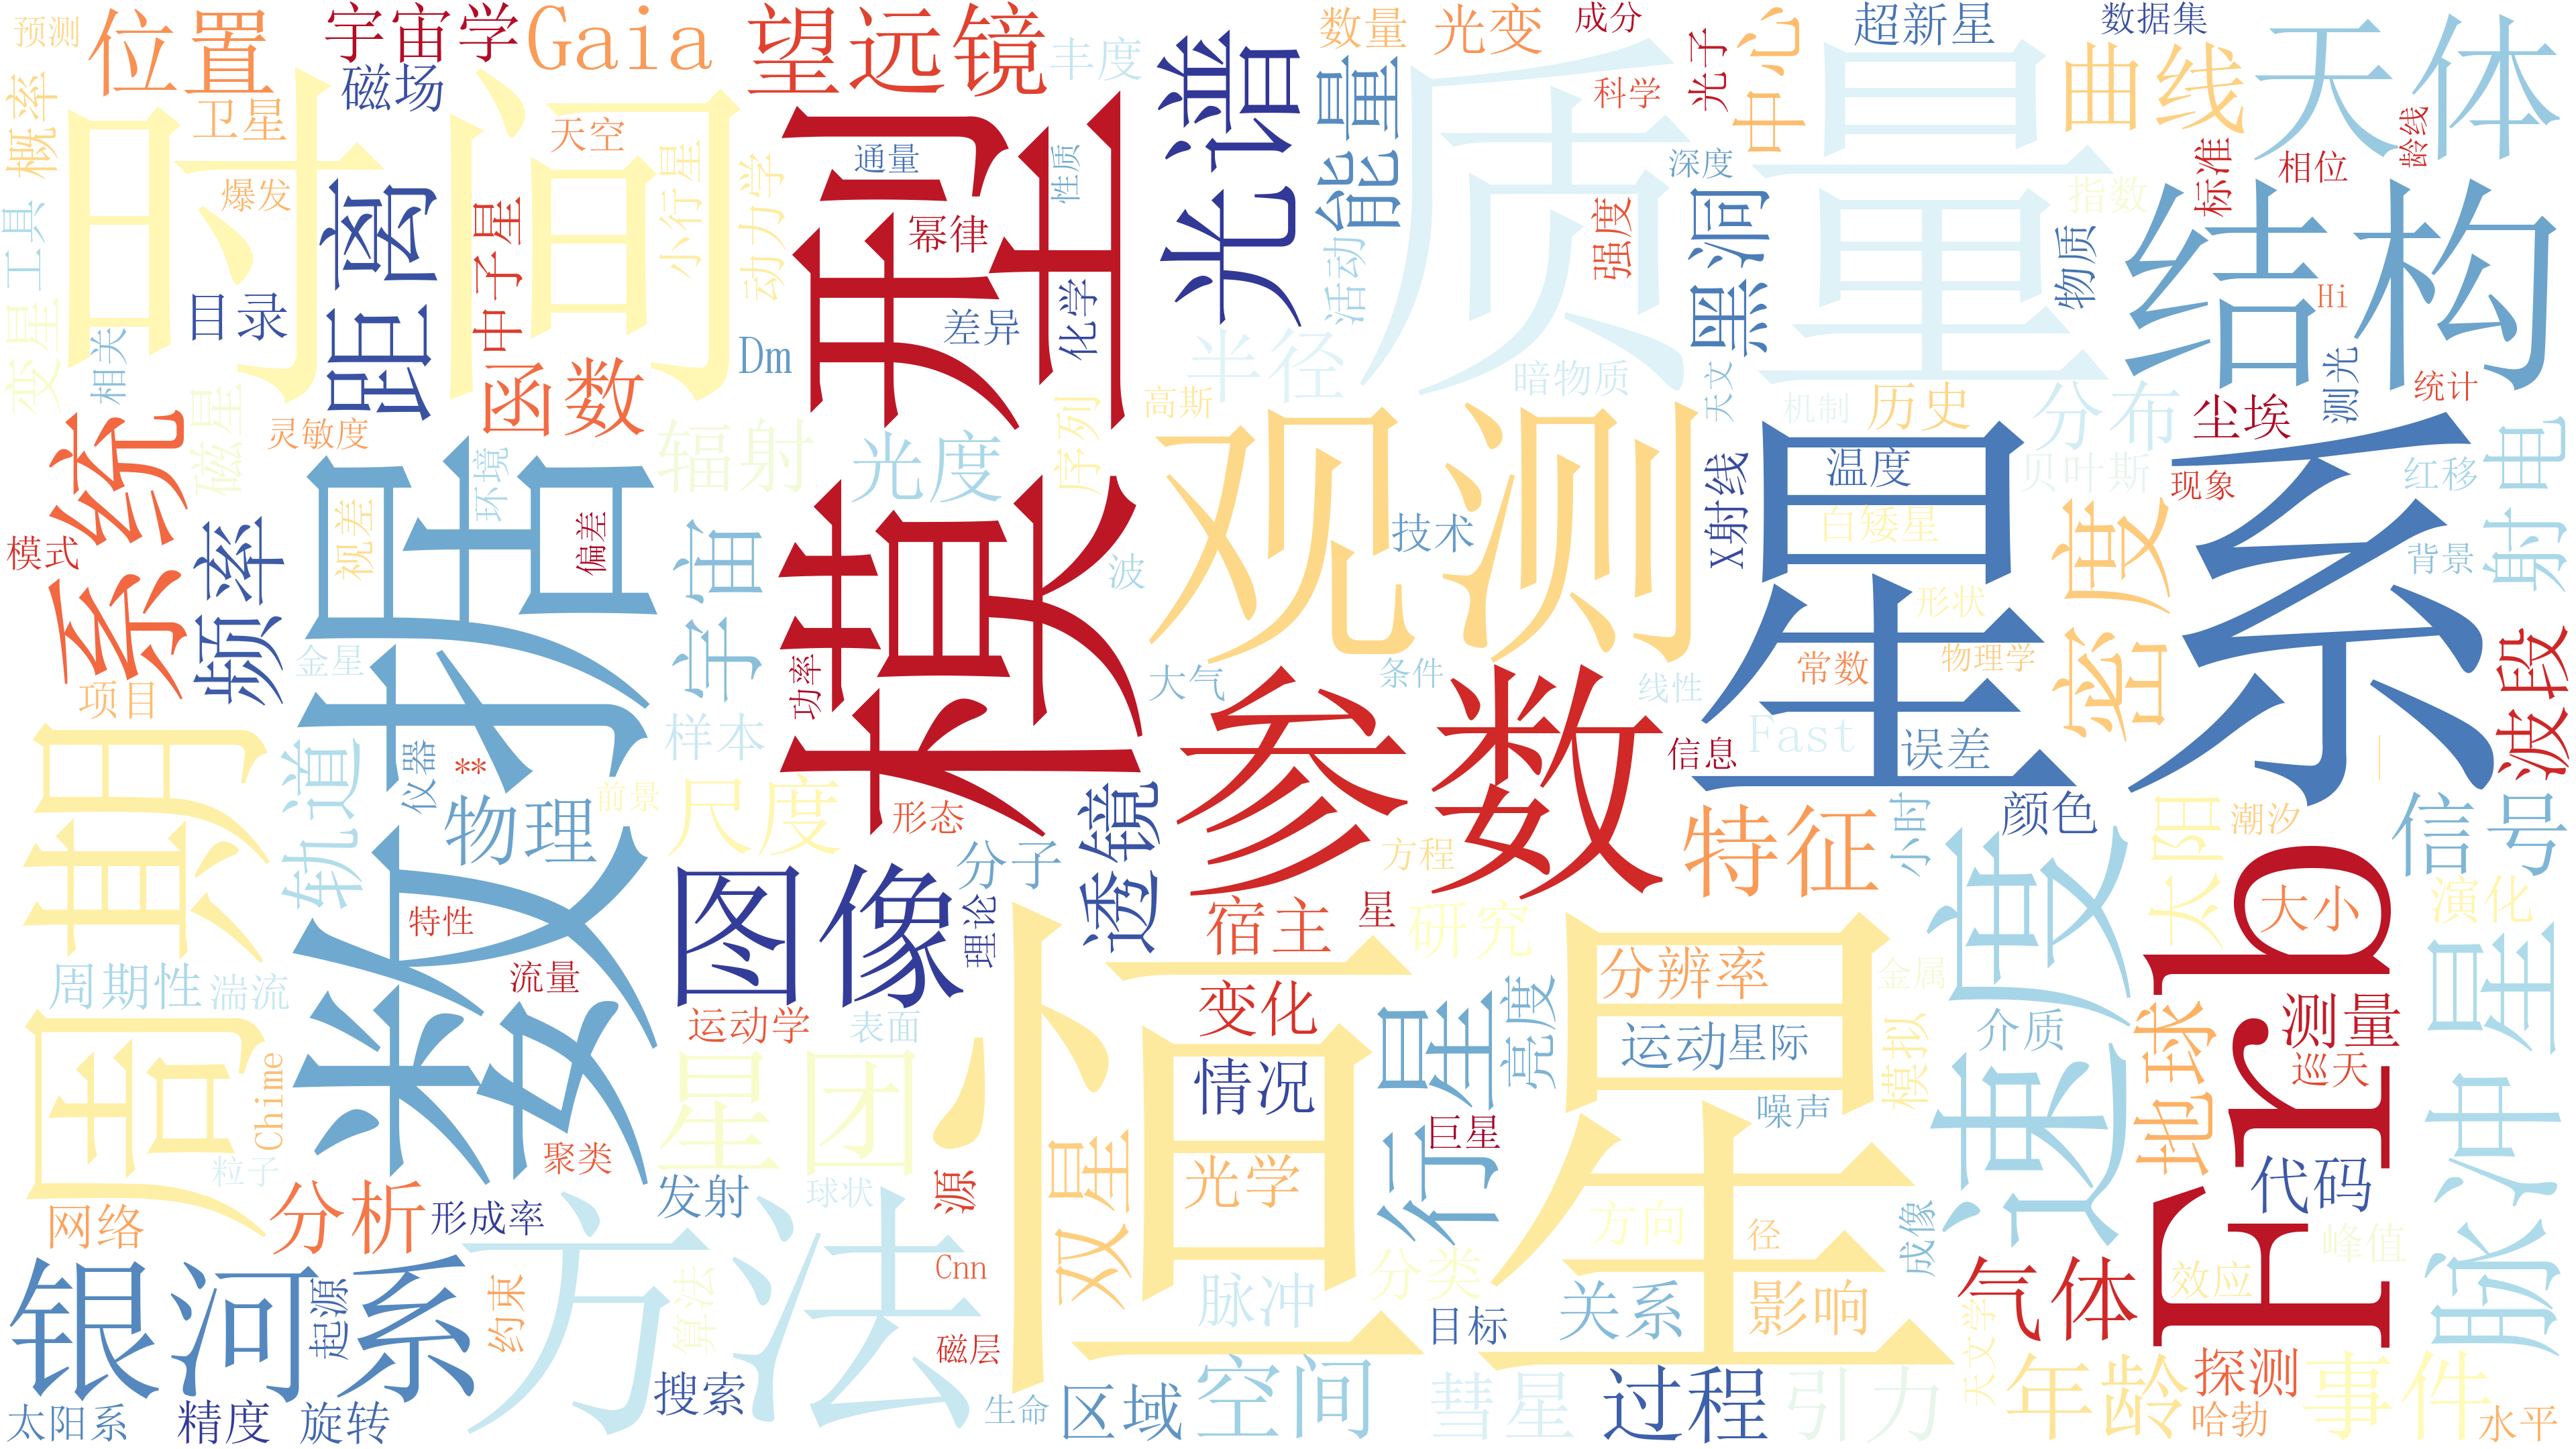 预测
位置
宇宙学
Gaia
望远镜
丰度
光谱
数量
光变
成分
光子
中心
超新星
数据集
曲线
天体
概率
卫星
磁场
天空
小行星
通量
性质
能量
科学
深度
标准
相位
龄线
工具
爆发
距离
时间
动力学
幂律
模型
质量
强度
黑洞
指数
物质
结构
Hi
目录
中子星
差异
化学
活动
半径
暗物质
天文
机制
历史
分布
尘埃
测光
统计
变星
相关
磁星
灵敏度
函数
Dm
辐射
光度
序列
高斯
观测
X射线
温度
贝叶斯
现象
红移
射电
系统
模式
频率
视差
环境
偏差
数据
宇宙
波
技术
白矮星
形状
密度
背景
星系
金星
项目
轨道
仪器
**
物理
前景
样本
功率
大气
条件
线性
常数
物理学
参数
信息
Fast
误差
波段
周期
尺度
形态
透镜
分子
方程
特征
小时
颜色
太阳
潮汐
信号
特性
图像
理论
宿主
星
研究
分辨率
金属
速度
Frb
大小
演化
周期性
湍流
流量
运动学
表面
变化
行星
亮度
运动
星际
模拟
介质
地球
测量
巡天
脉冲星
Chime
粒子
聚类
星团
恒星
情况
巨星
噪声
网络
分析
形成率
发射
球状
源
双星
光学
方向
径
成像
代码
峰值
效应
银河系
起源
约束
算法
方法
Cnn
磁层
脉冲
分类
目标
关系
影响
气体
天文学
太阳系
精度
旋转
搜索
生命
区域
空间
彗星
过程
引力
年龄
探测
哈勃
事件
水平
一